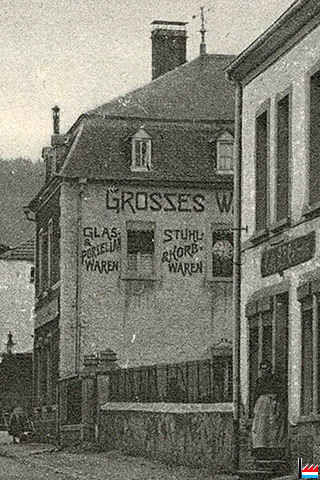 GROSSES W
GLAS- STUHL-
& PORZELLAN & KORB-
WAREN WAREN